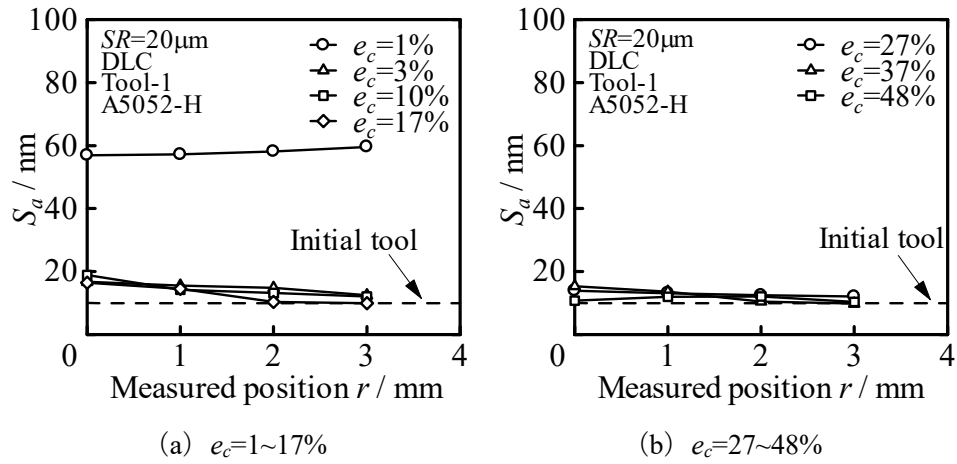 100
80
60
40
20
0
S_a / nm
SR=20μm
DLC
Tool-1
A5052-H
e_c=1%
e_c=3%
e_c=10%
e_c=17%
Initial tool
1 2 3 4
Measured position r / mm
(a) e_c=1~17%
100
80
60
40
20
0
S_a / nm
SR=20μm
DLC
Tool-1
A5052-H
e_c=27%
e_c=37%
e_c=48%
Initial tool
1 2 3 4
Measured position r / mm
(b) e_c=27~48%